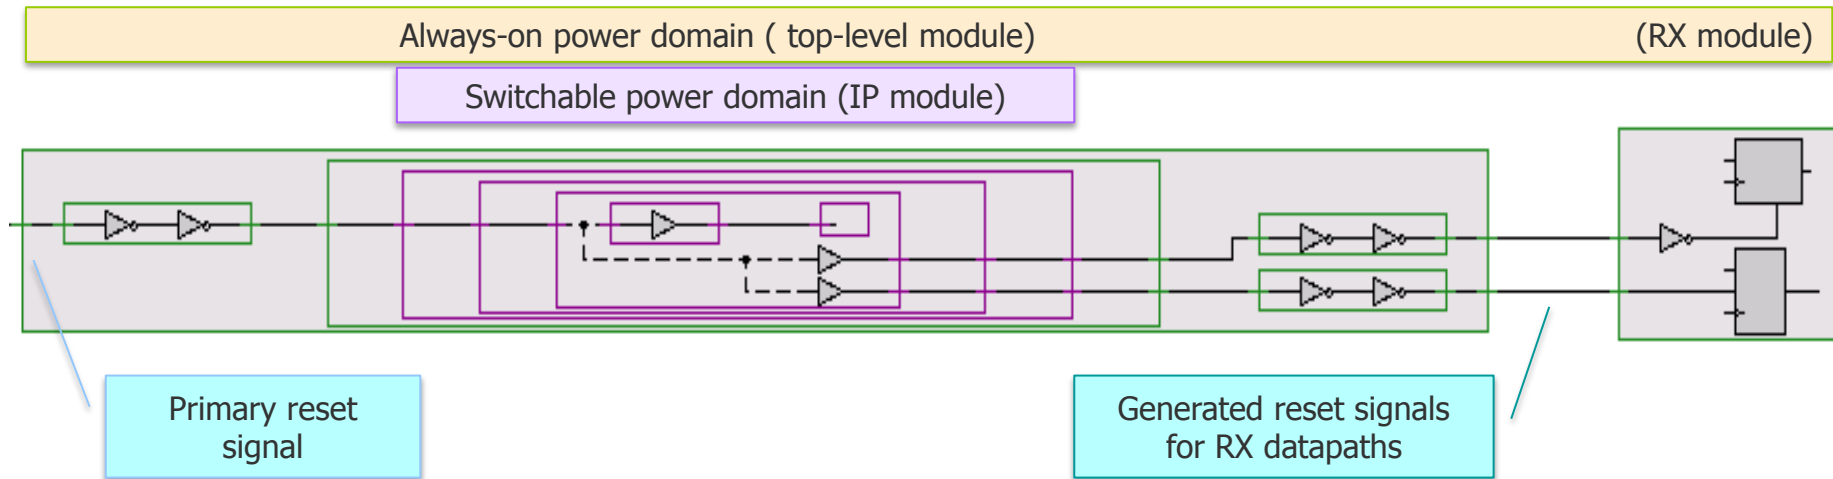 Always-on power domain ( top-level module)
(RX module)
Switchable power domain (IP module)
Primary reset
signal
Generated reset signals
for RX datapaths